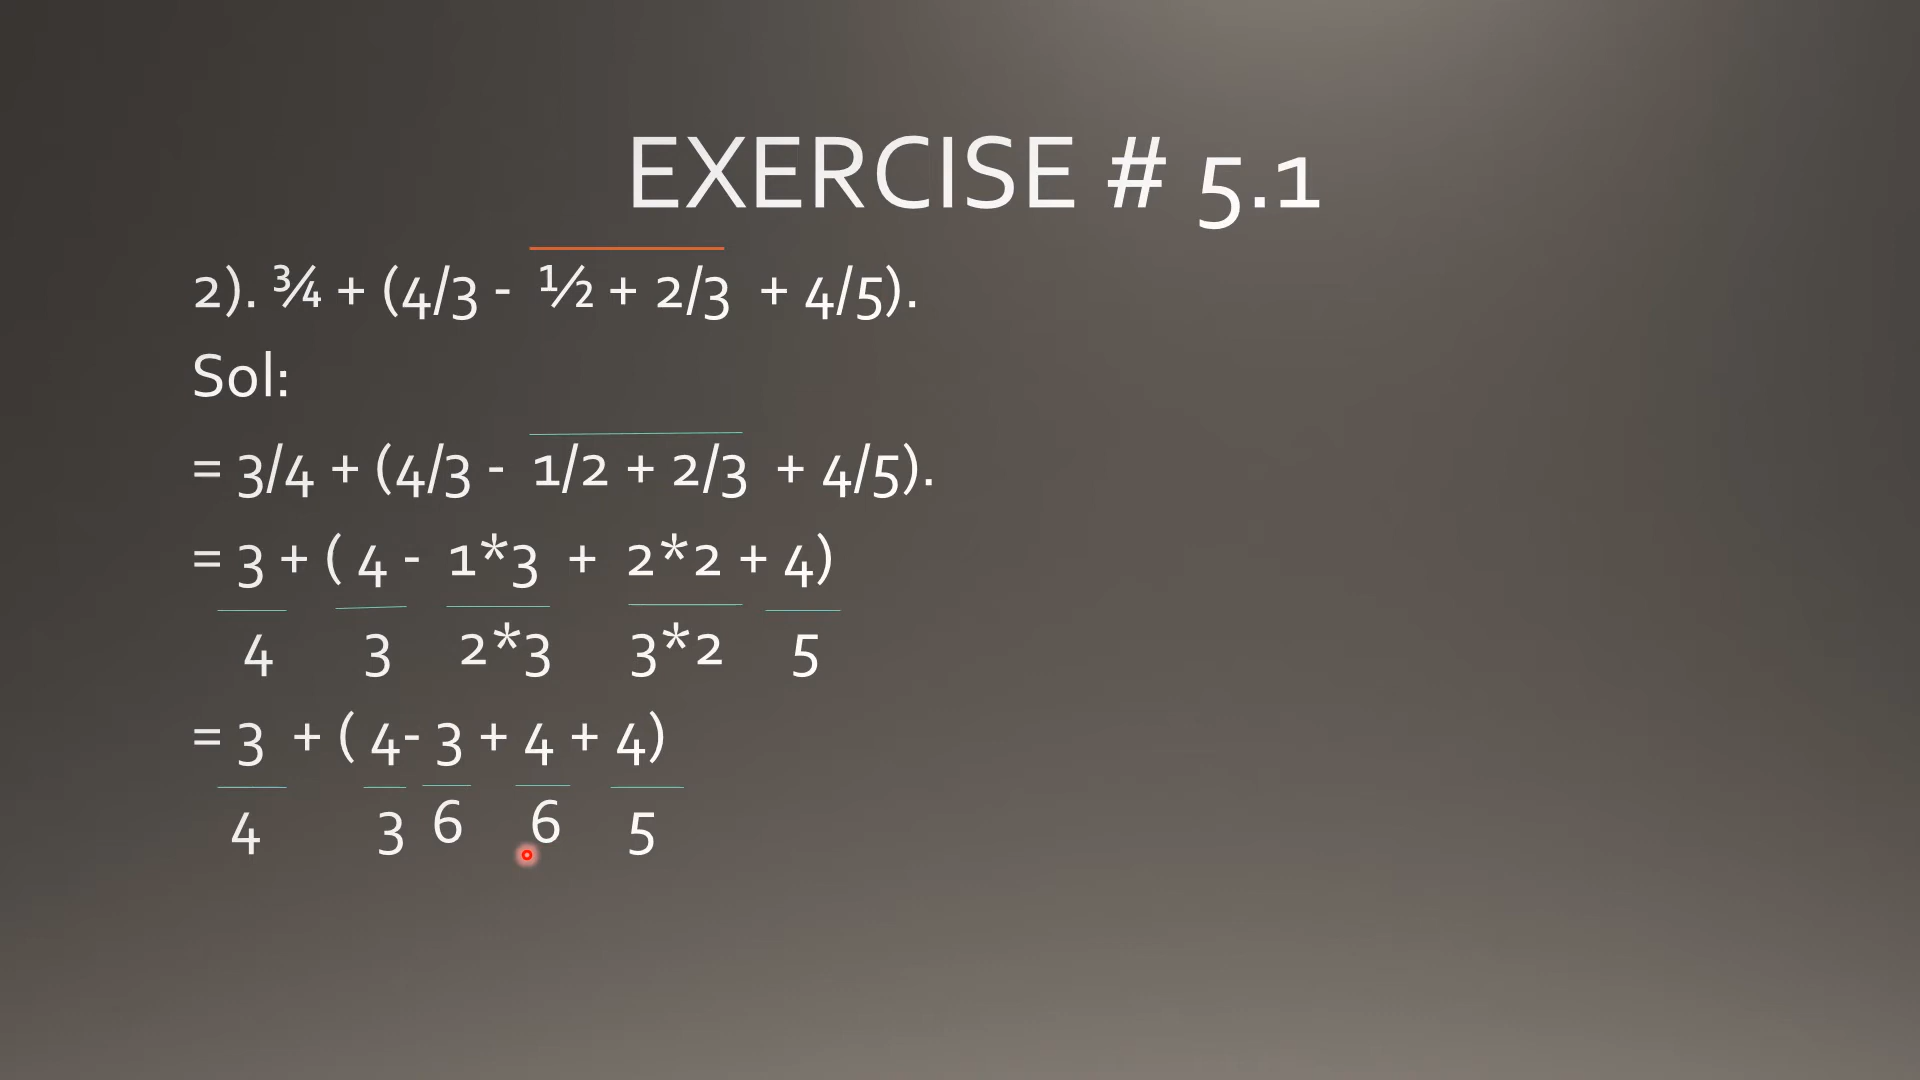 EXERCISE # 5.1
2). ¾ + (4/3 - ½ + 2/3 + 4/5).
Sol:
= 3/4 + (4/3 - 1/2 + 2/3 + 4/5).
= 3 + ( 4 - 1*3 + 2*2 + 4)
4 3 2*3 3*2 5
= 3 + ( 4- 3 + 4 + 4)
4 3 6 6 5